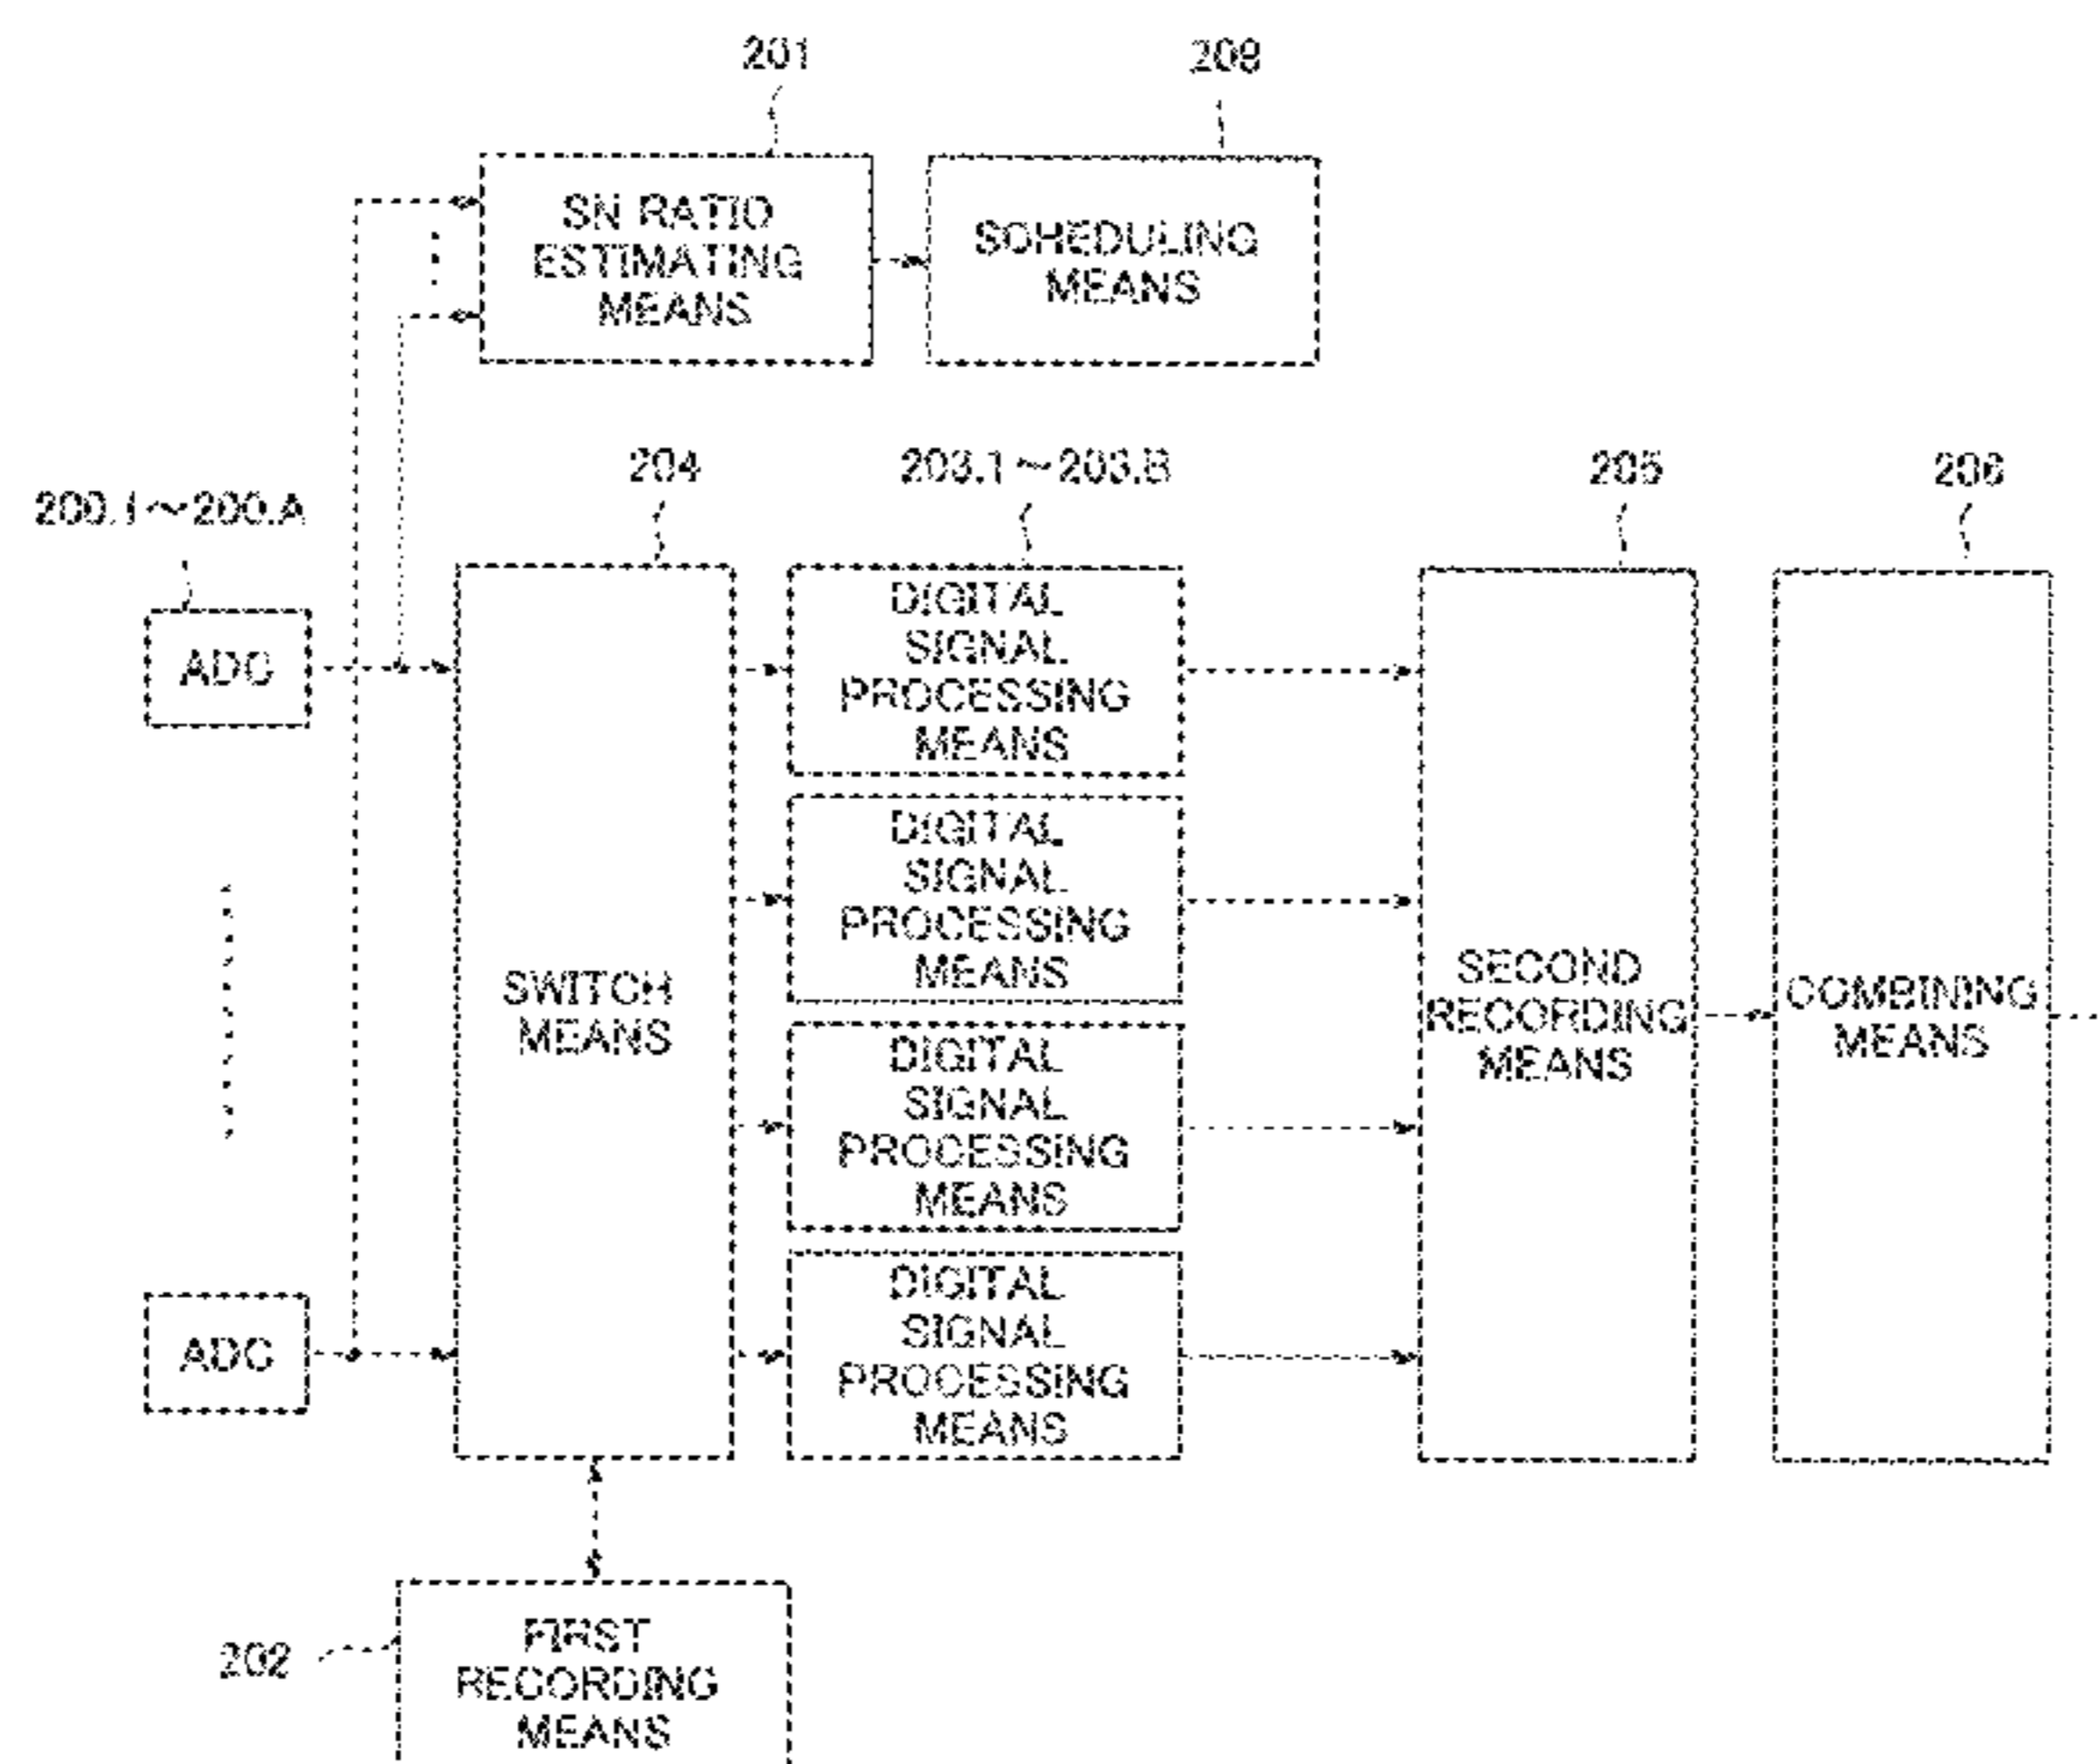 201
208
SN RATIO
ESTIMATING
MEANS
SCHEDULING
MEANS
200.1~200.A
204
203.1~203.B
205
206
ADC
ADC
SWITCH
MEANS
DIGITAL
SIGNAL
PROCESSING
MEANS
DIGITAL
SIGNAL
PROCESSING
MEANS
DIGITAL
SIGNAL
PROCESSING
MEANS
DIGITAL
SIGNAL
PROCESSING
MEANS
SECOND
RECORDING
MEANS
COMBINING
MEANS
202
FIRST
RECORDING
MEANS